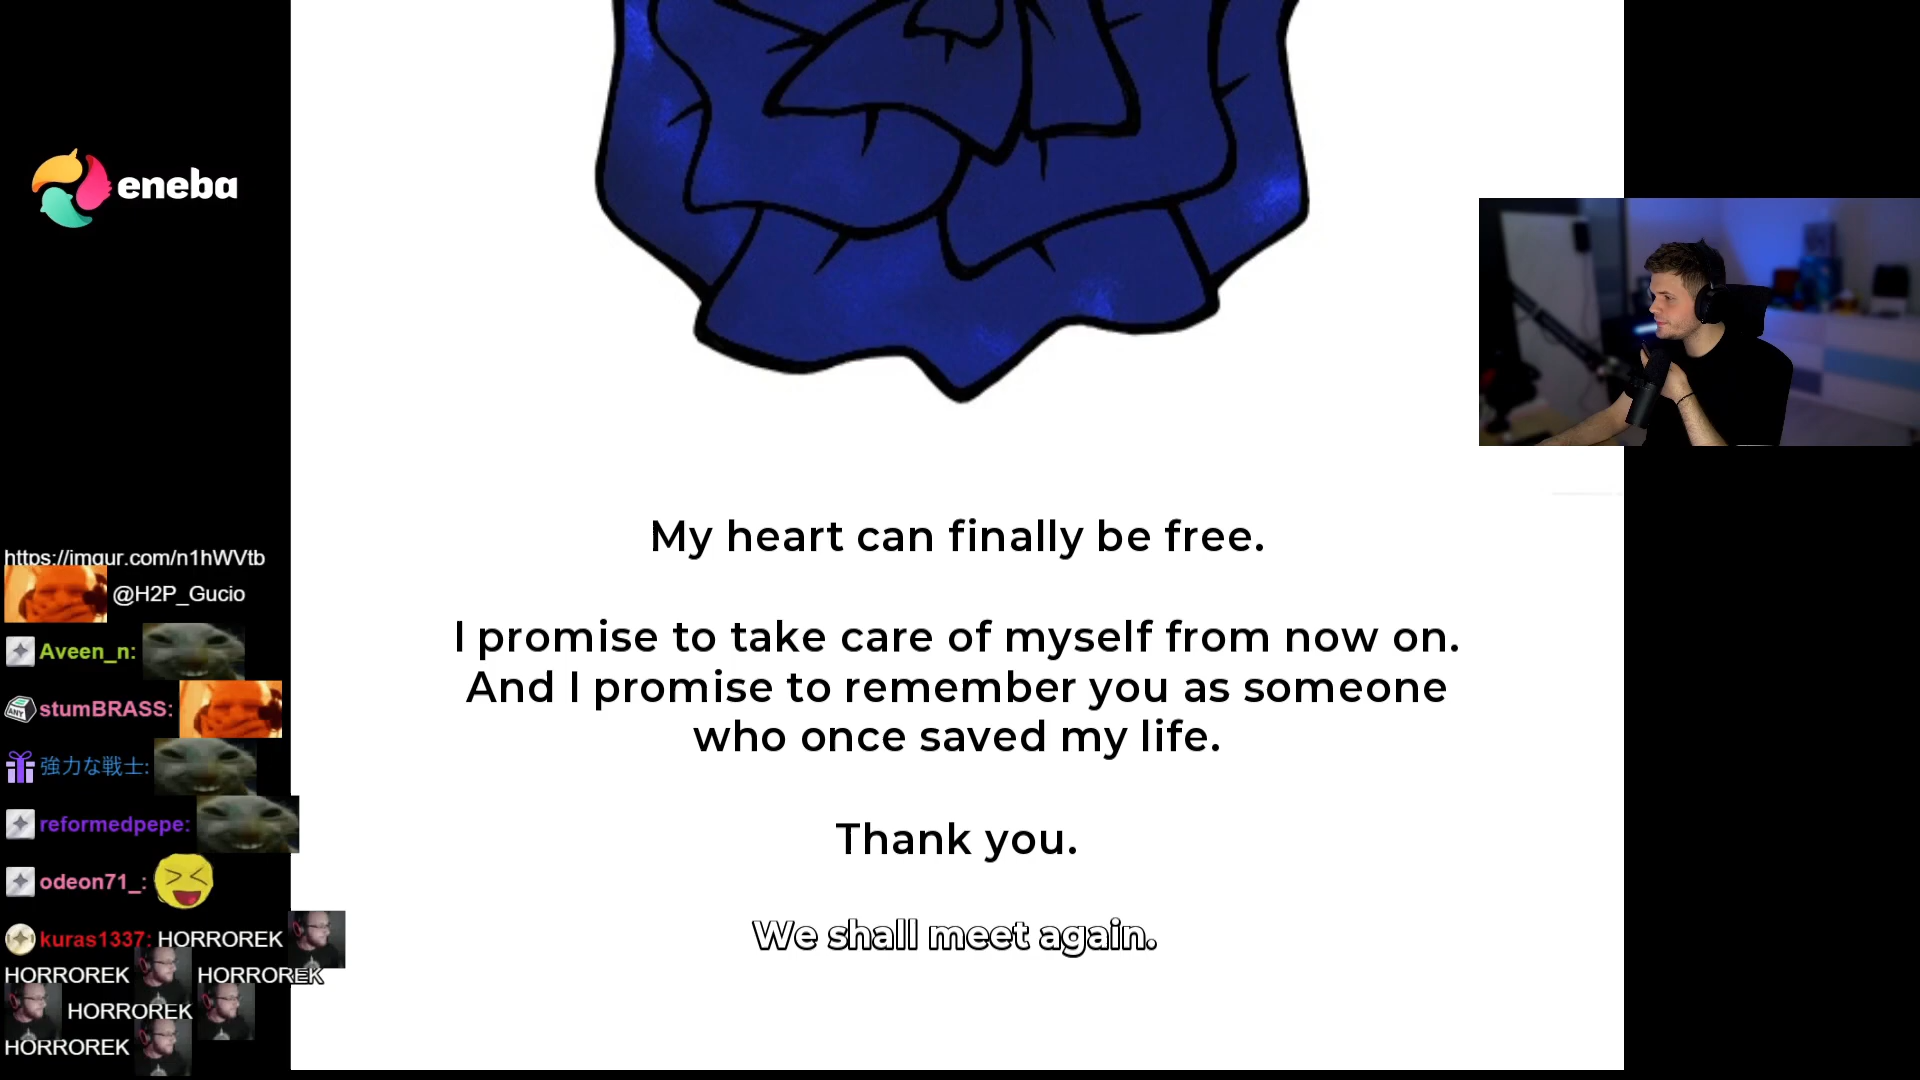 eneba
https://imgur.com/n1hWVtb
@H2P_Gucio
Aveen_n:
stumBRASS:
強力な戦士:
reformedpepe:
odeon71_:
kuras1337: HORROREK
HORROREK HORROREK
HORROREK
HORROREK
My heart can finally be free.
I promise to take care of myself from now on.
And I promise to remember you as someone
who once saved my life.
Thank you.
We shall meet again.